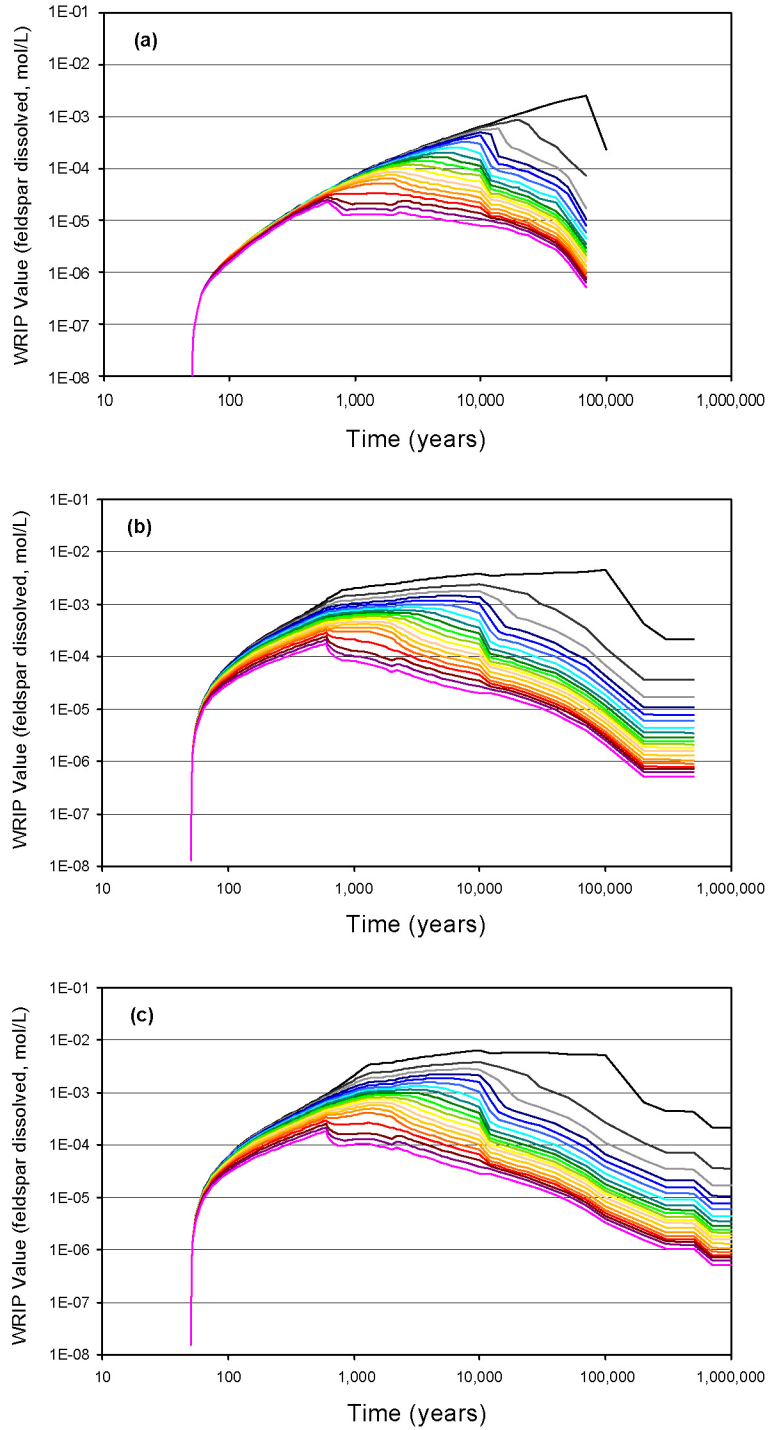 (a)
WRIP Value (feldspar dissolved, mol/L)
1E-01
1E-02
1E-03
1E-04
1E-05
1E-06
1E-07
1E-08
10
100
1,000
10,000
100,000
1,000,000
Time (years)
(b)
WRIP Value (feldspar dissolved, mol/L)
1E-01
1E-02
1E-03
1E-04
1E-05
1E-06
1E-07
1E-08
10
100
1,000
10,000
100,000
1,000,000
Time (years)
(c)
WRIP Value (feldspar dissolved, mol/L)
1E-01
1E-02
1E-03
1E-04
1E-05
1E-06
1E-07
1E-08
10
100
1,000
10,000
100,000
1,000,000
Time (years)